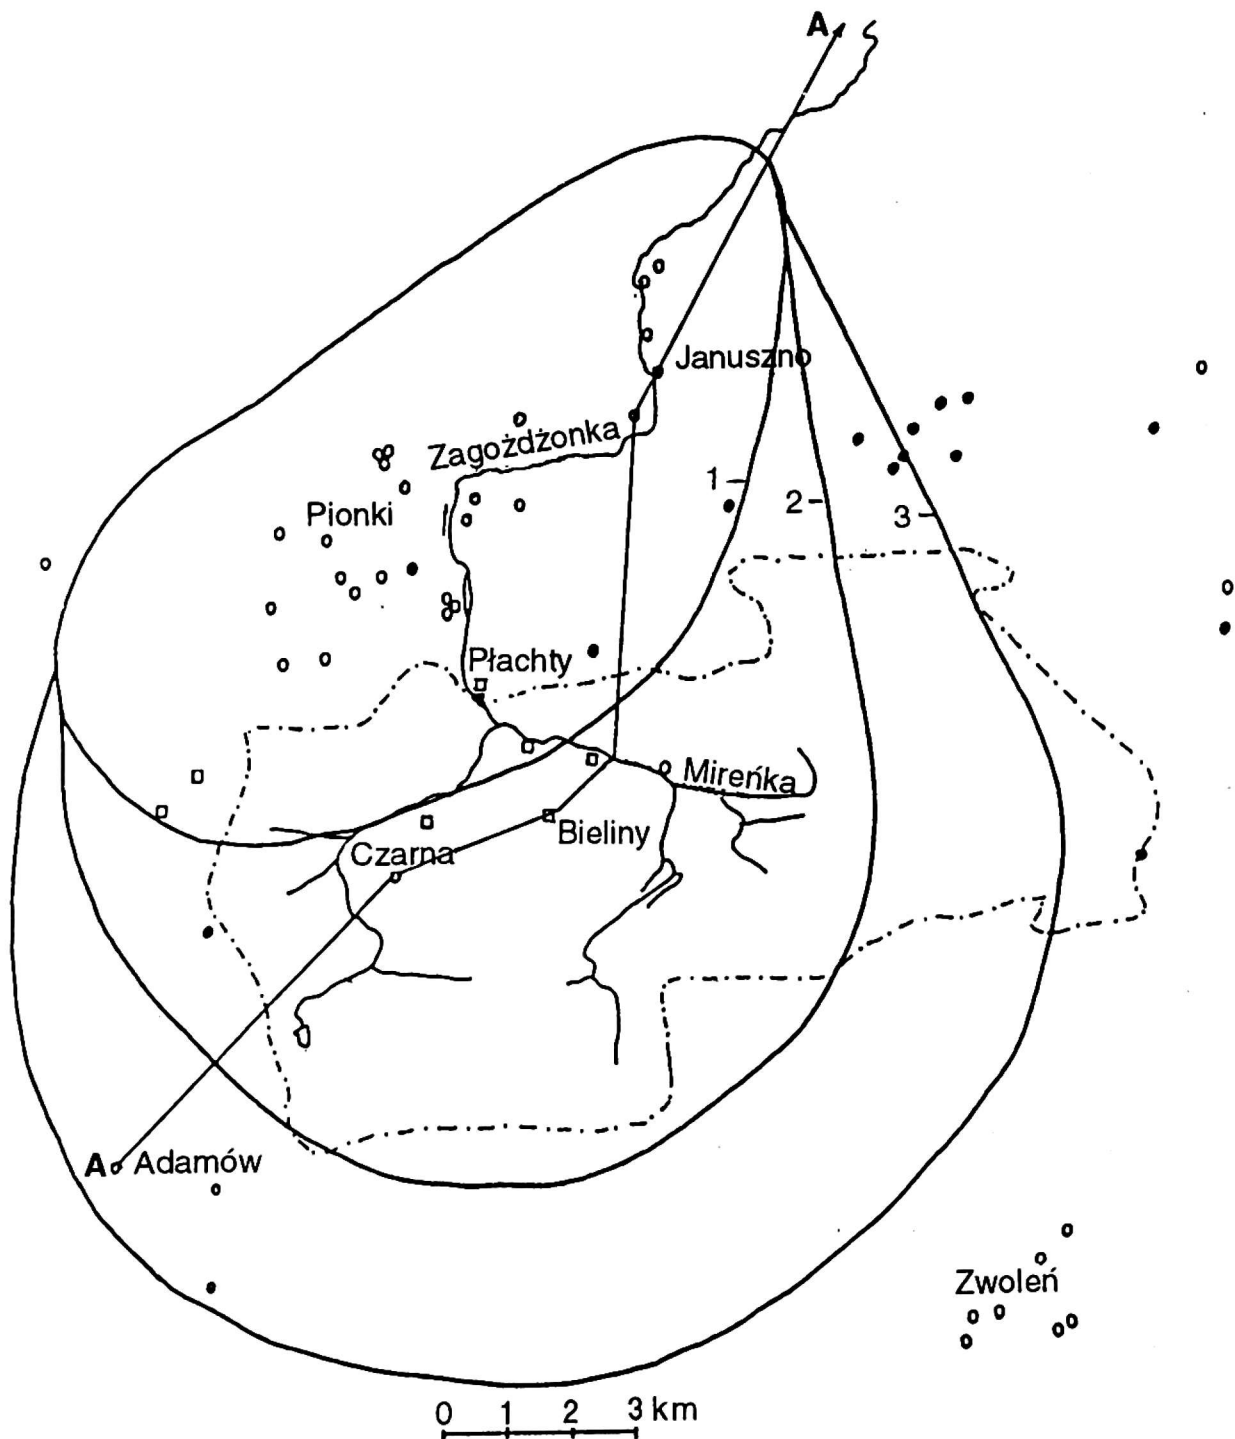 A
Januszno
Zagożdżonka
1
2
3
Pionki
Płachty
Mireńka
Bieliny
Czarna
A
Adamów
Zwoleń
0 1 2 3 km